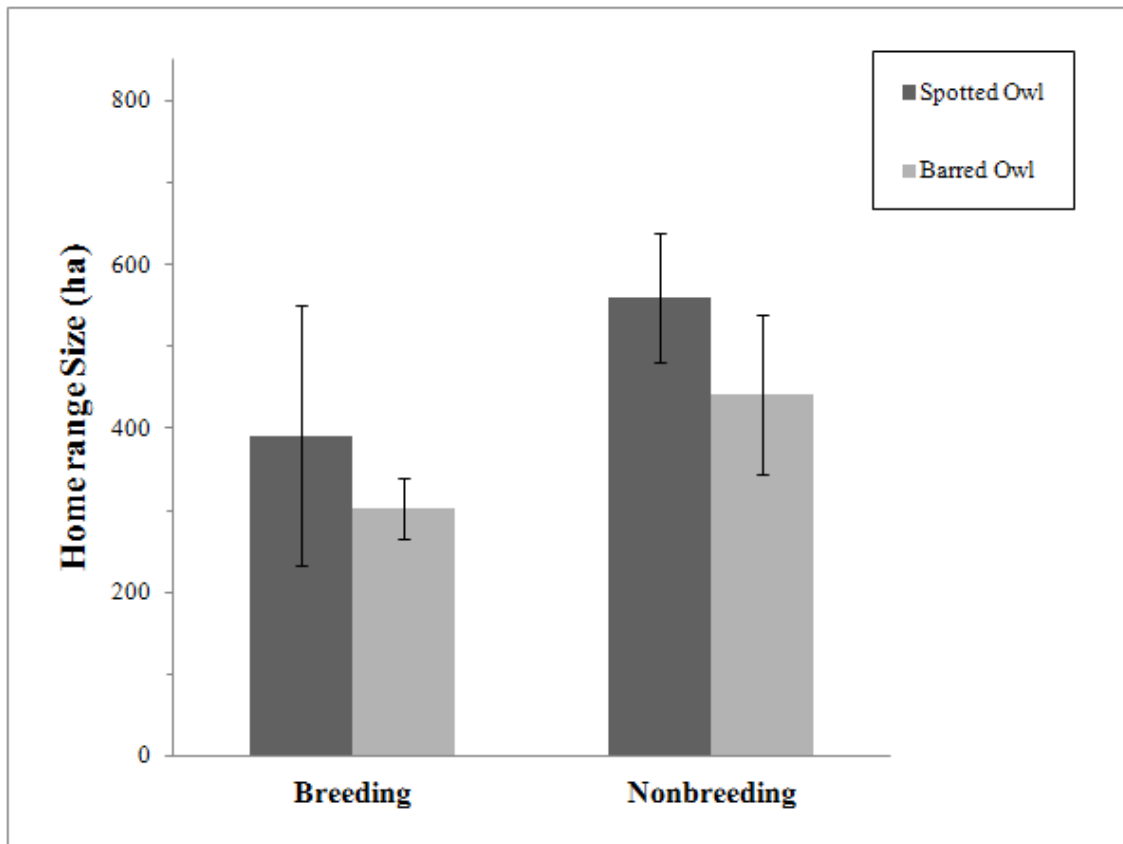 Spotted Owl
Barred Owl
Home range Size (ha)
800
600
400
200
0
Breeding
Nonbreeding